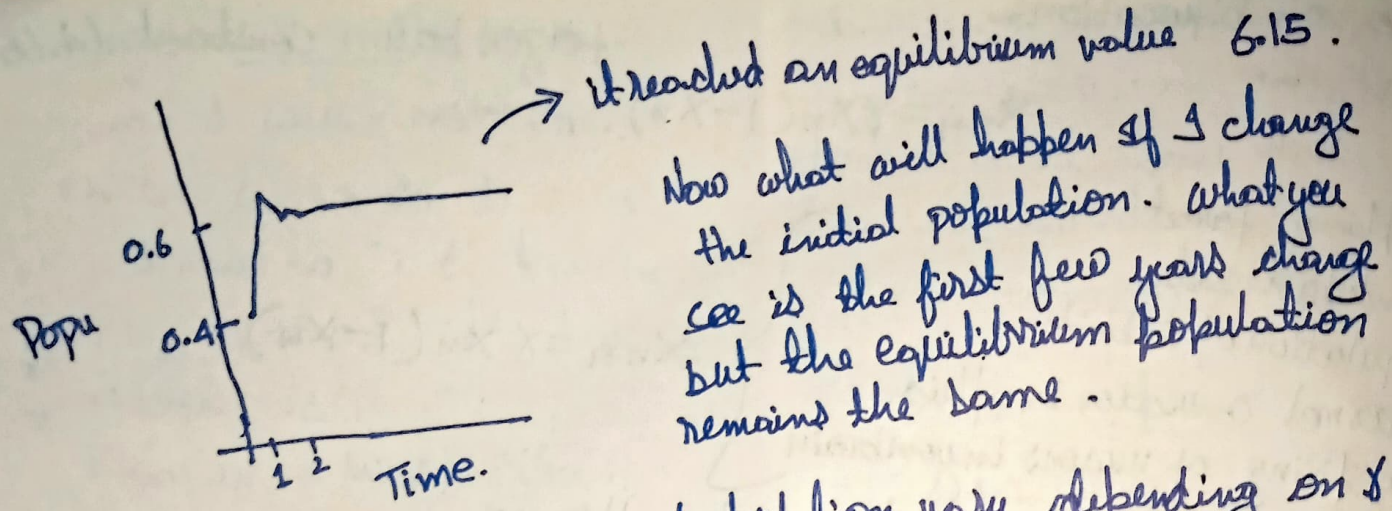 it reached an equilibrium value 6.15.
Now what will happen If I change
the initial population. what you
see is the first few years change
but the equilibrium population
remains the same.
0.6
0.4
Popu
1 2
Time.
depending on